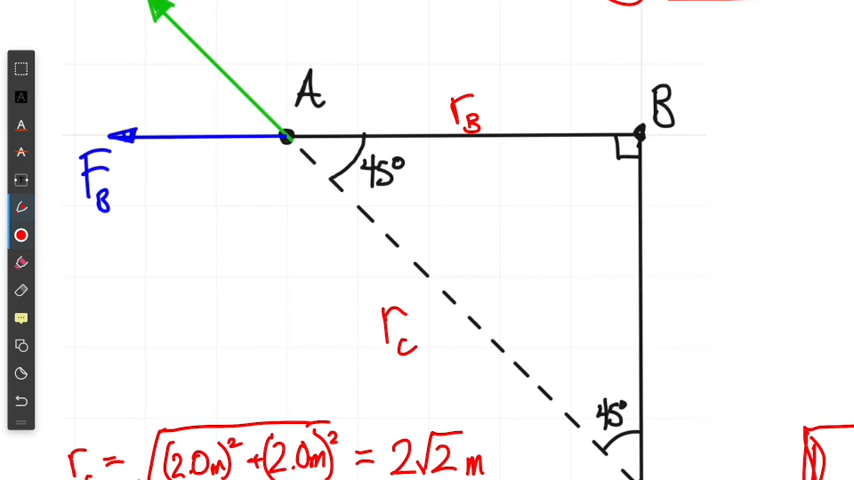 A
B
r_B
45°
F_B
r_c
45°
r_c = √((2.0m)² + (2.0m)²) = 2√2 m